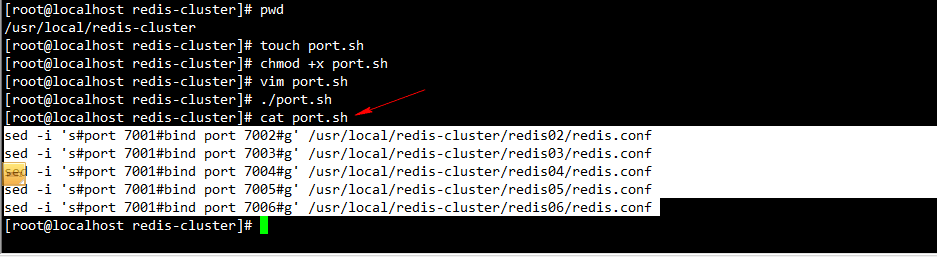 [root@localhost redis-cluster]# pwd
/usr/local/redis-cluster
[root@localhost redis-cluster]# touch port.sh
[root@localhost redis-cluster]# chmod +x port.sh
[root@localhost redis-cluster]# vim port.sh
[root@localhost redis-cluster]# ./port.sh
[root@localhost redis-cluster]# cat port.sh
sed -i 's#port 7001#bind port 7002#g' /usr/local/redis-cluster/redis02/redis.conf
sed -i 's#port 7001#bind port 7003#g' /usr/local/redis-cluster/redis03/redis.conf
sed -i 's#port 7001#bind port 7004#g' /usr/local/redis-cluster/redis04/redis.conf
sed -i 's#port 7001#bind port 7005#g' /usr/local/redis-cluster/redis05/redis.conf
sed -i 's#port 7001#bind port 7006#g' /usr/local/redis-cluster/redis06/redis.conf
[root@localhost redis-cluster]#